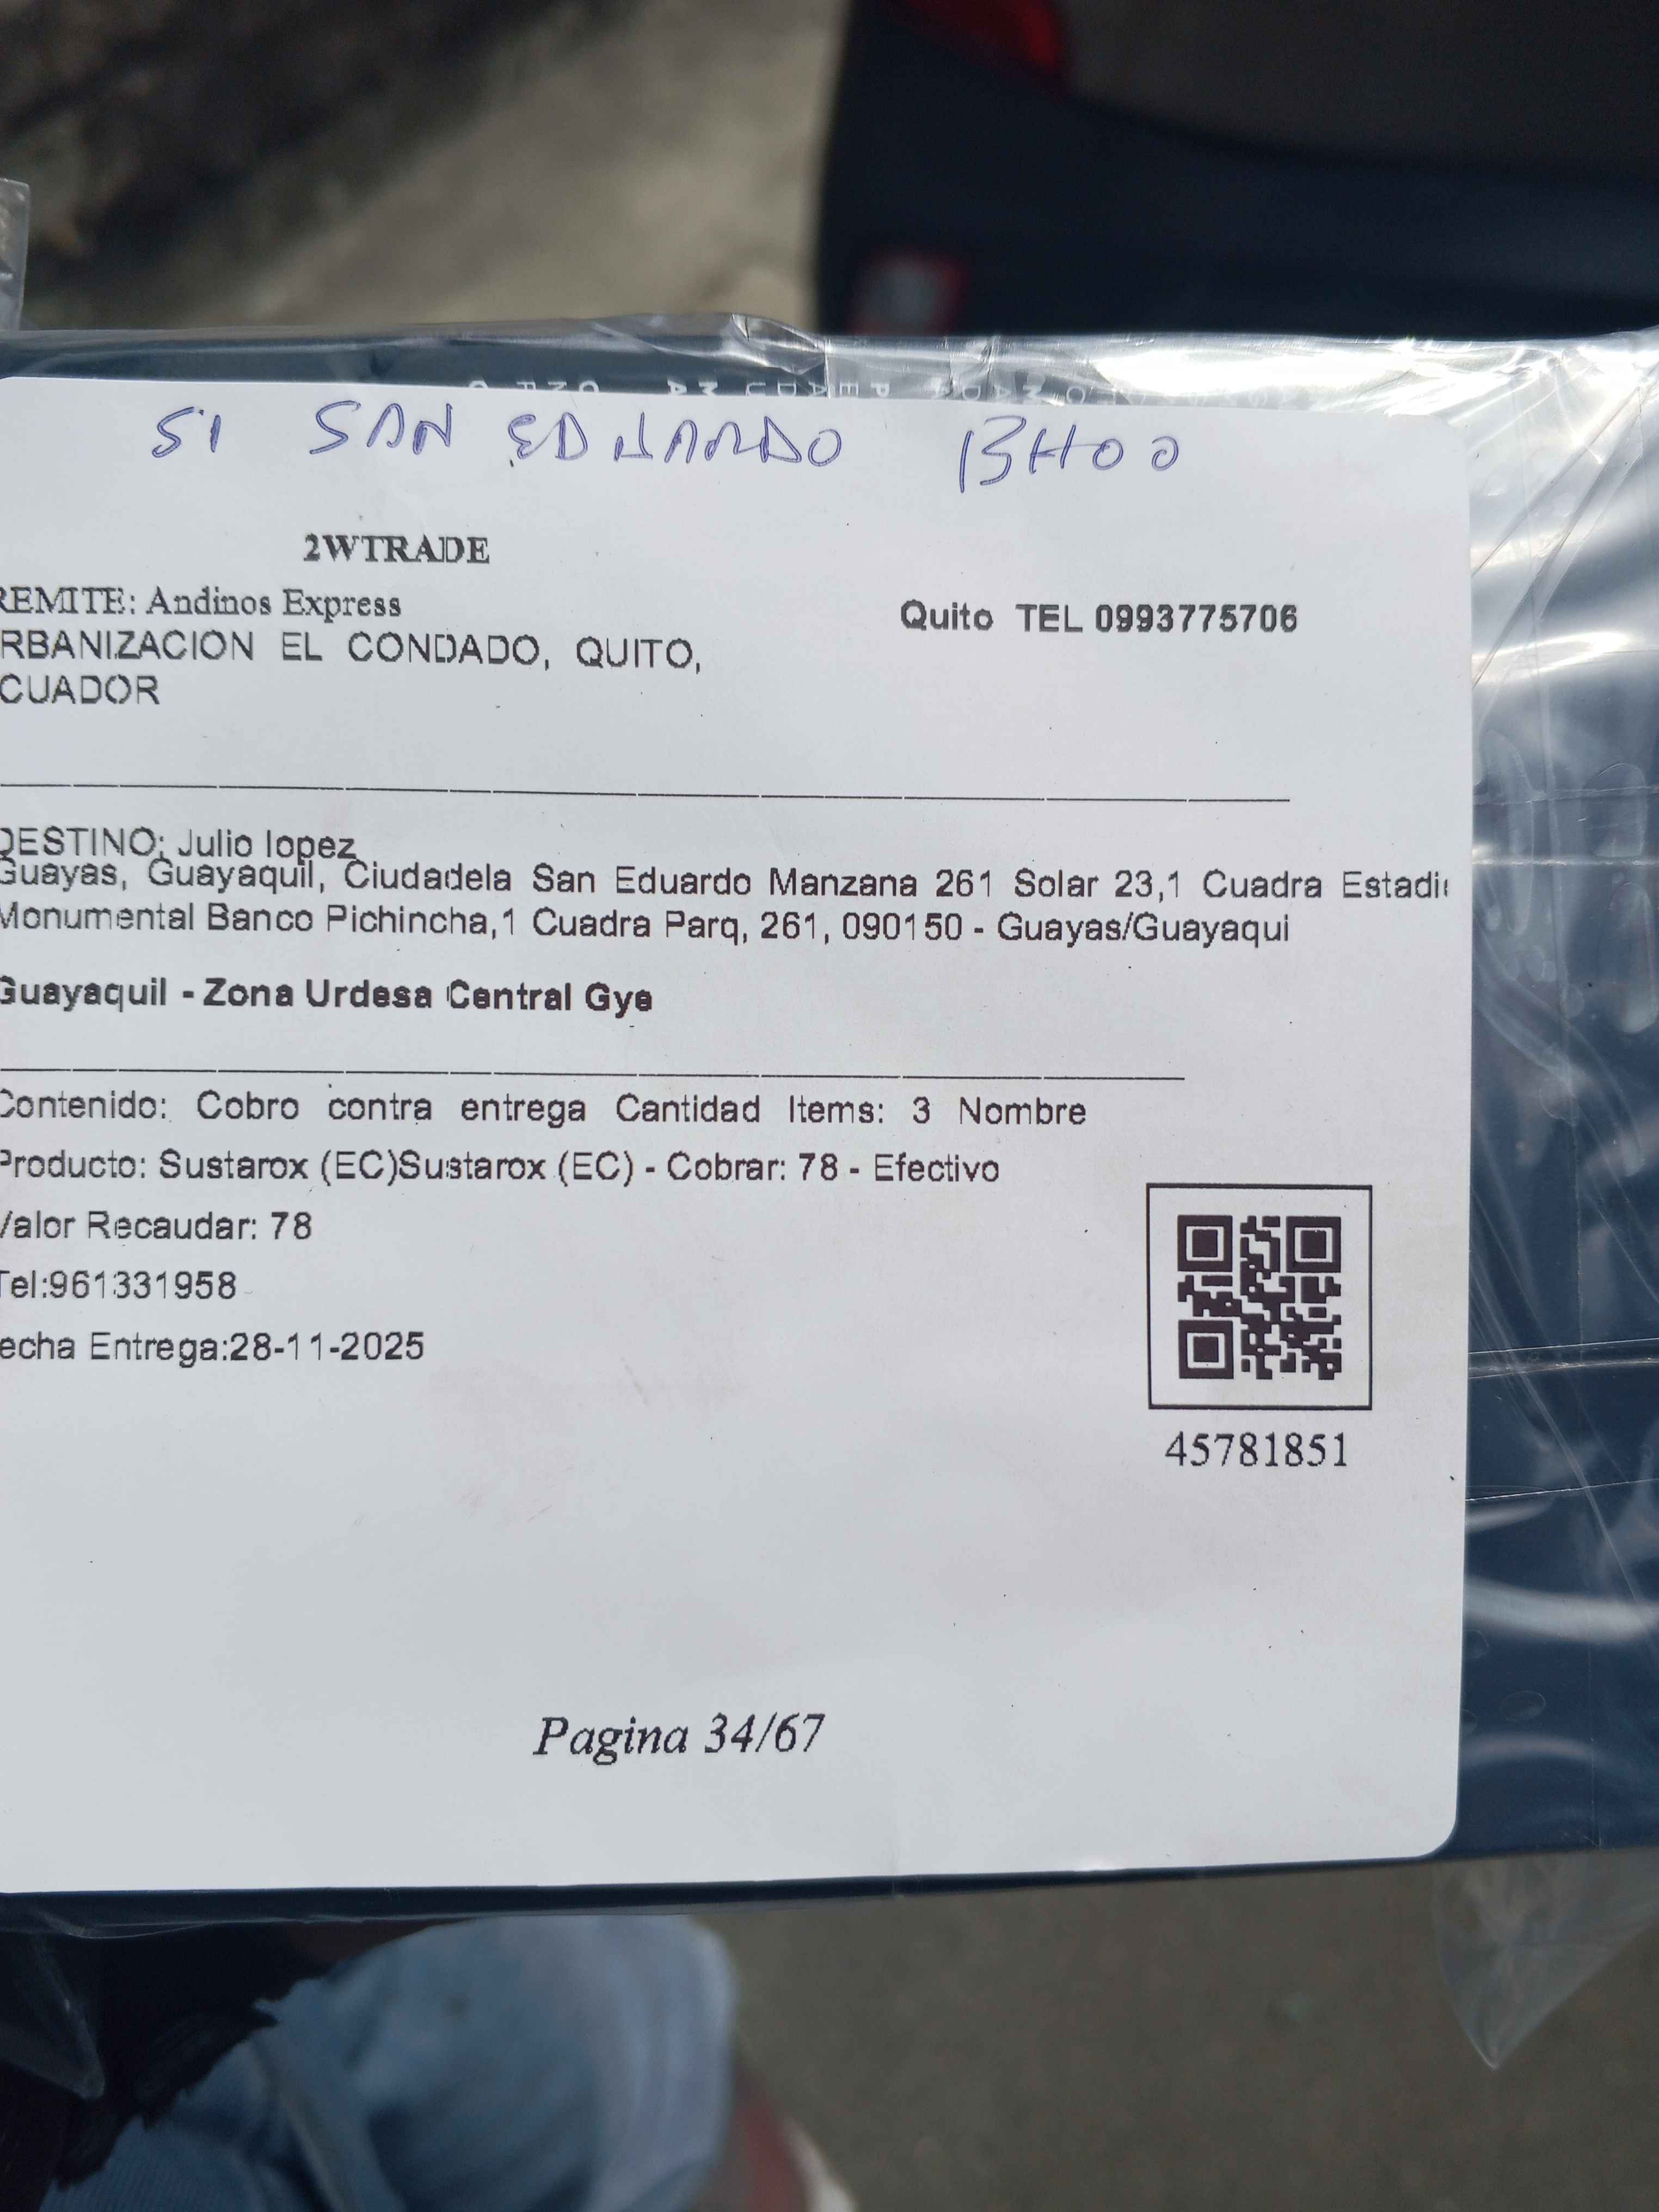 SI SAN EDUARDO 13H00
2WTRADE
REMITE: Andinos Express
Quito TEL 0993775706
RBANIZACION EL CONDADO, QUITO,
CUADOR
DESTINO: Julio lopez
Guayas, Guayaquil, Ciudadela San Eduardo Manzana 261 Solar 23,1 Cuadra Estadi
Monumental Banco Pichincha,1 Cuadra Parq, 261, 090150 - Guayas/Guayaqui
Guayaquil - Zona Urdesa Central Gye
Contenido: Cobro contra entrega Cantidad Items: 3 Nombre
Producto: Sustarox (EC)Sustarox (EC) - Cobrar: 78 - Efectivo
Valor Recaudar: 78
Tel:961331958
echa Entrega:28-11-2025
45781851
Pagina 34/67